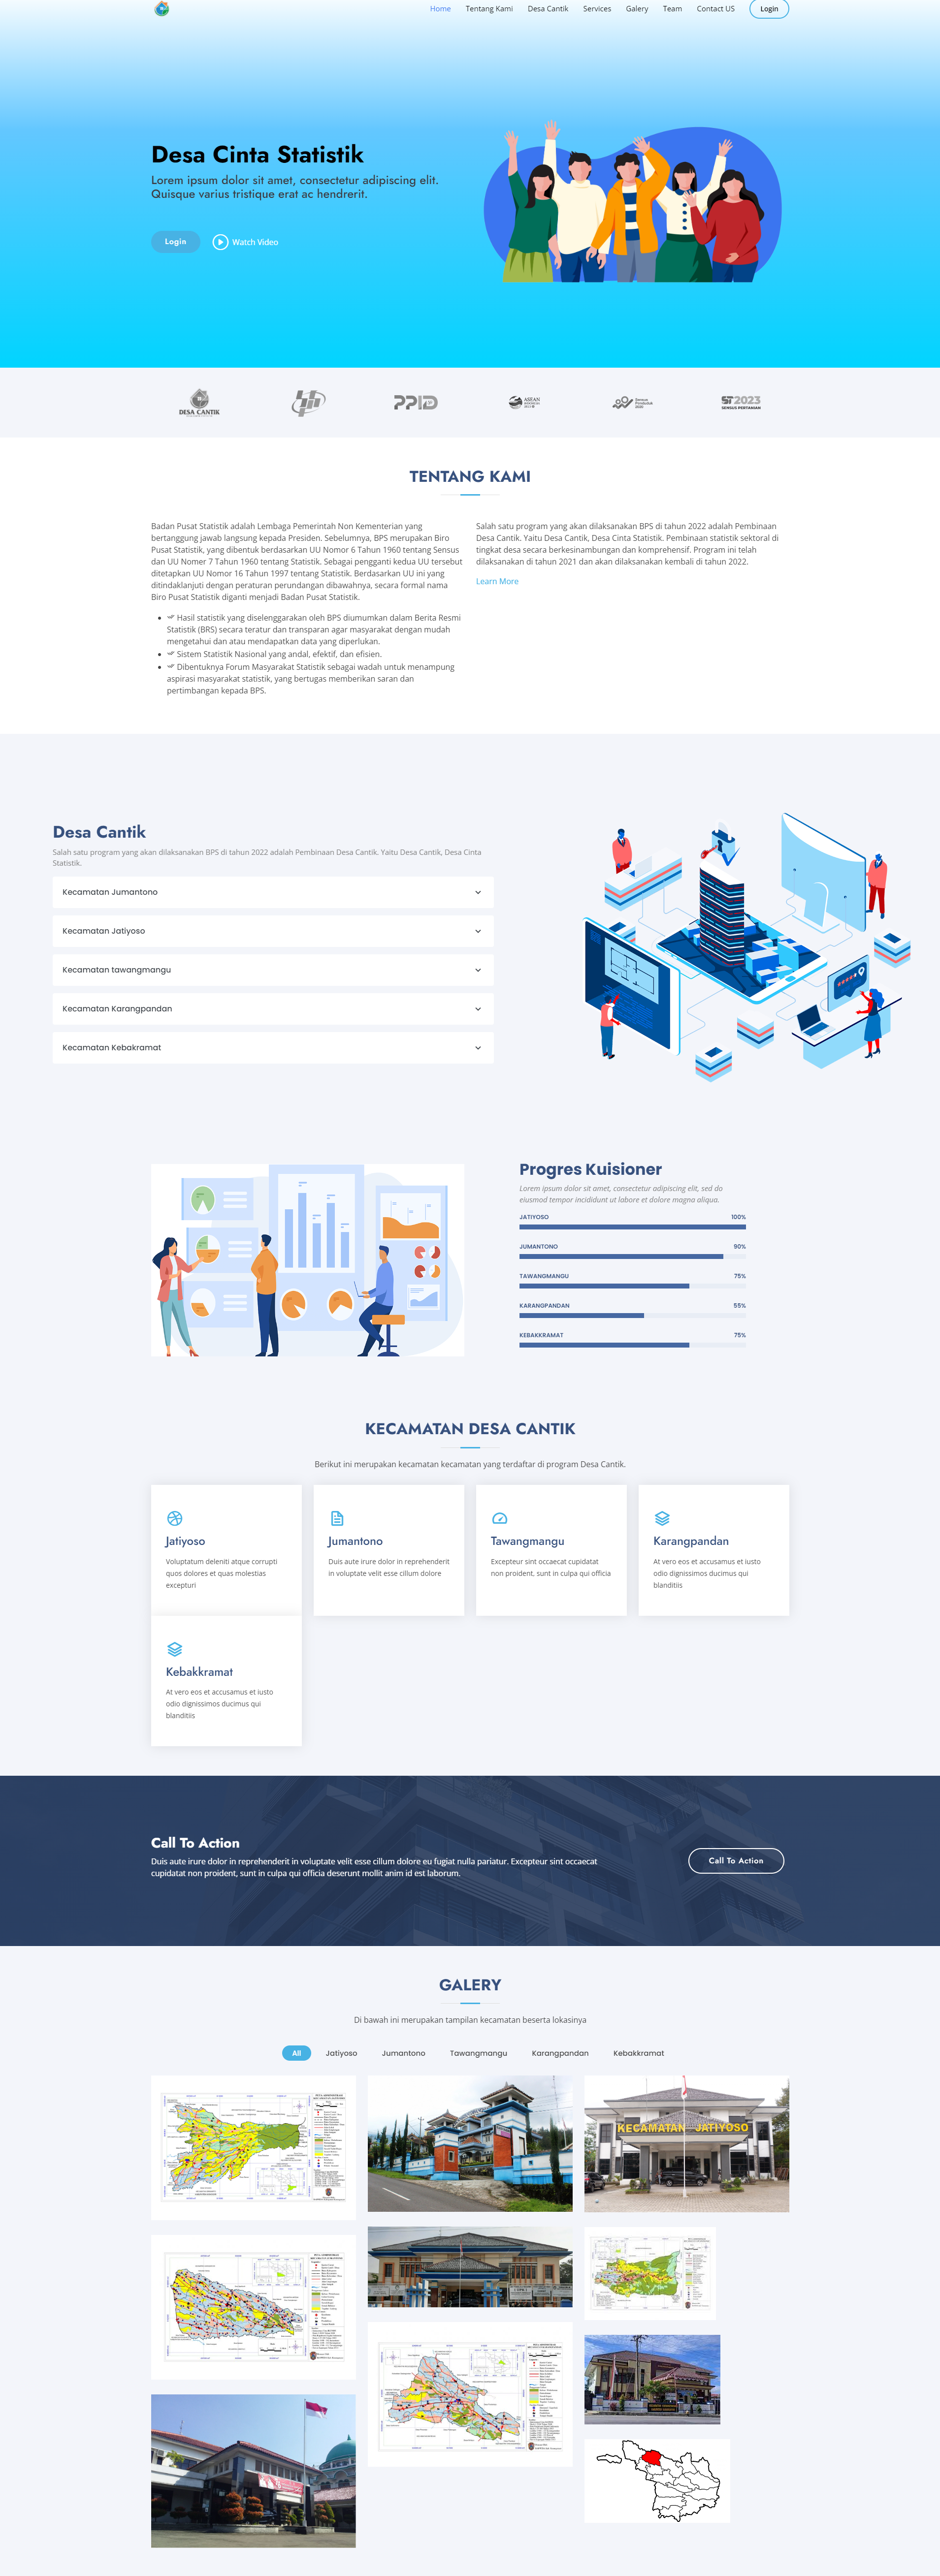 Home Tentang Kami Desa Cantik Services Galery Team Contact US Login
Desa Cinta Statistik
Lorem ipsum dolor sit amet, consectetur adipiscing elit.
Quisque varius tristique erat ac hendrerit.
Login Watch Video
DESA CANTIK
PPID
ST2023
SENSUS PERTANIAN
TENTANG KAMI
Badan Pusat Statistik adalah Lembaga Pemerintah Non Kementerian yang
bertanggung jawab langsung kepada Presiden. Sebelumnya, BPS merupakan Biro
Pusat Statistik, yang dibentuk berdasarkan UU Nomor 6 Tahun 1960 tentang Sensus
dan UU Nomer 7 Tahun 1960 tentang Statistik. Sebagai pengganti kedua UU tersebut
ditetapkan UU Nomor 16 Tahun 1997 tentang Statistik. Berdasarkan UU ini yang
ditindaklanjuti dengan peraturan perundangan dibawahnya, secara formal nama
Biro Pusat Statistik diganti menjadi Badan Pusat Statistik.
Hasil statistik yang diselenggarakan oleh BPS diumumkan dalam Berita Resmi
Statistik (BRS) secara teratur dan transparan agar masyarakat dengan mudah
mengetahui dan atau mendapatkan data yang diperlukan.
Sistem Statistik Nasional yang andal, efektif, dan efisien.
Dibentuknya Forum Masyarakat Statistik sebagai wadah untuk menampung
aspirasi masyarakat statistik, yang bertugas memberikan saran dan
pertimbangan kepada BPS.
Salah satu program yang akan dilaksanakan BPS di tahun 2022 adalah Pembinaan
Desa Cantik. Yaitu Desa Cantik, Desa Cinta Statistik. Pembinaan statistik sektoral di
tingkat desa secara berkesinambungan dan komprehensif. Program ini telah
dilaksanakan di tahun 2021 dan akan dilaksanakan kembali di tahun 2022.
Learn More
Desa Cantik
Salah satu program yang akan dilaksanakan BPS di tahun 2022 adalah Pembinaan Desa Cantik. Yaitu Desa Cantik, Desa Cinta
Statistik.
Kecamatan Jumantono
Kecamatan Jatiyoso
Kecamatan tawangmangu
Kecamatan Karangpandan
Kecamatan Kebakramat
Progres Kuisioner
Lorem ipsum dolor sit amet, consectetur adipiscing elit, sed do
eiusmod tempor incididunt ut labore et dolore magna aliqua.
JATIYOSO 100%
JUMANTONO 90%
TAWANGMANGU 75%
KARANGPANDAN 55%
KEBAKKRAMAT 75%
KECAMATAN DESA CANTIK
Berikut ini merupakan kecamatan kecamatan yang terdaftar di program Desa Cantik.
Jatiyoso
Voluptatum deleniti atque corrupti
quos dolores et quas molestias
excepturi
Jumantono
Duis aute irure dolor in reprehenderit
in voluptate velit esse cillum dolore
Tawangmangu
Excepteur sint occaecat cupidatat
non proident, sunt in culpa qui officia
Karangpandan
At vero eos et accusamus et iusto
odio dignissimos ducimus qui
blanditiis
Kebakkramat
At vero eos et accusamus et iusto
odio dignissimos ducimus qui
blanditiis
Call To Action
Duis aute irure dolor in reprehenderit in voluptate velit esse cillum dolore eu fugiat nulla pariatur. Excepteur sint occaecat
cupidatat non proident, sunt in culpa qui officia deserunt mollit anim id est laborum.
Call To Action
GALERY
Di bawah ini merupakan tampilan kecamatan beserta lokasinya
All Jatiyoso Jumantono Tawangmangu Karangpandan Kebakkramat
KECAMATAN JATIYOSO